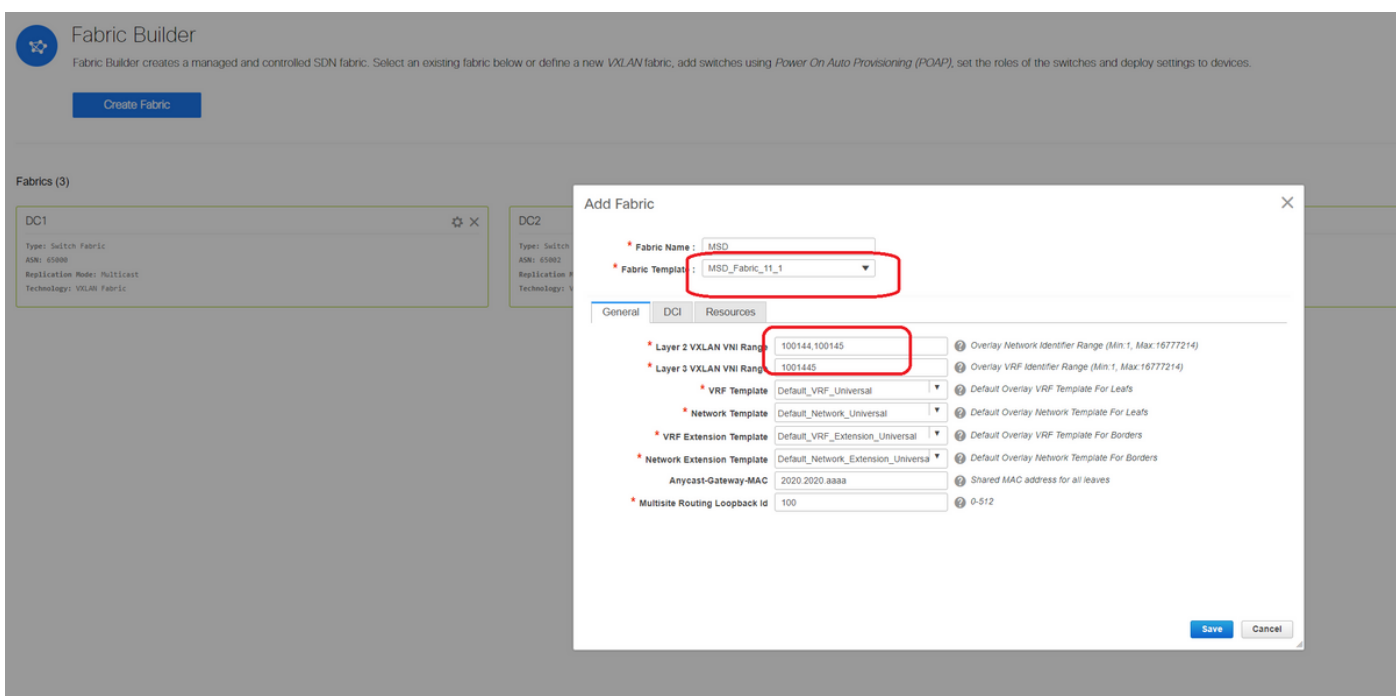 Fabric Builder
Fabric Builder creates a managed and controlled SDN fabric. Select an existing fabric below or define a new VXLAN fabric, add switches using Power On Auto Provisioning (POAP), set the roles of the switches and deploy settings to devices.
Create Fabric
Fabrics (3)
DC1
Type: Switch Fabric
ASN: 65000
Replication Mode: Multicast
Technology: VXLAN Fabric
DC2
Type: Switch
ASN: 65002
Replication
Technology:
Add Fabric
* Fabric Name : MSD
* Fabric Template : MSD_Fabric_11_1
General DCI Resources
* Layer 2 VXLAN VNI Range 100144,100145 Overlay Network Identifier Range (Min:1, Max:16777214)
* Layer 3 VXLAN VNI Range 1001445 Overlay VRF Identifier Range (Min:1, Max:16777214)
* VRF Template Default_VRF_Universal Default Overlay VRF Template For Leafs
* Network Template Default_Network_Universal Default Overlay Network Template For Leafs
* VRF Extension Template Default_VRF_Extension_Universal Default Overlay VRF Template For Borders
* Network Extension Template Default_Network_Extension_Universa Default Overlay Network Template For Borders
Anycast-Gateway-MAC 2020.2020.aaaa Shared MAC address for all leaves
* Multisite Routing Loopback Id 100 0-512
Save Cancel